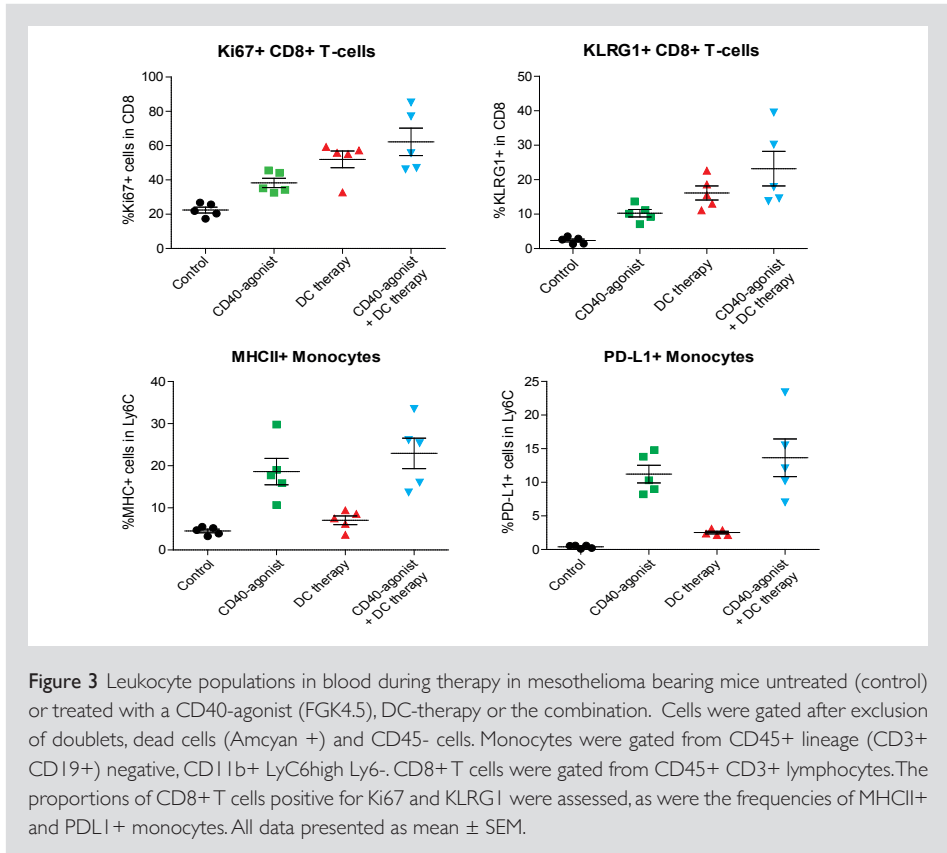 Ki67+ CD8+ T-cells
%Ki67+ cells in CD8
100
80
60
40
20
0
Control
CD40-agonist
DC therapy
CD40-agonist
+ DC therapy
KLRG1+ CD8+ T-cells
%KLRG1+ in CD8
50
40
30
20
10
0
Control
CD40-agonist
DC therapy
CD40-agonist
+ DC therapy
MHCII+ Monocytes
%MHC+ cells in Ly6C
40
30
20
10
0
Control
CD40-agonist
DC therapy
CD40-agonist
+ DC therapy
PD-L1+ Monocytes
%PD-L1+ cells in Ly6C
25
20
15
10
5
0
Control
CD40-agonist
DC therapy
CD40-agonist
+ DC therapy
Figure 3 Leukocyte populations in blood during therapy in mesothelioma bearing mice untreated (control)
or treated with a CD40-agonist (FGK4.5), DC-therapy or the combination. Cells were gated after exclusion
of doublets, dead cells (Amcyan +) and CD45- cells. Monocytes were gated from CD45+ lineage (CD3+
CD19+) negative, CD11b+ LyC6high Ly6-. CD8+ T cells were gated from CD45+ CD3+ lymphocytes. The
proportions of CD8+ T cells positive for Ki67 and KLRG1 were assessed, as were the frequencies of MHCII+
and PDL1+ monocytes. All data presented as mean ± SEM.